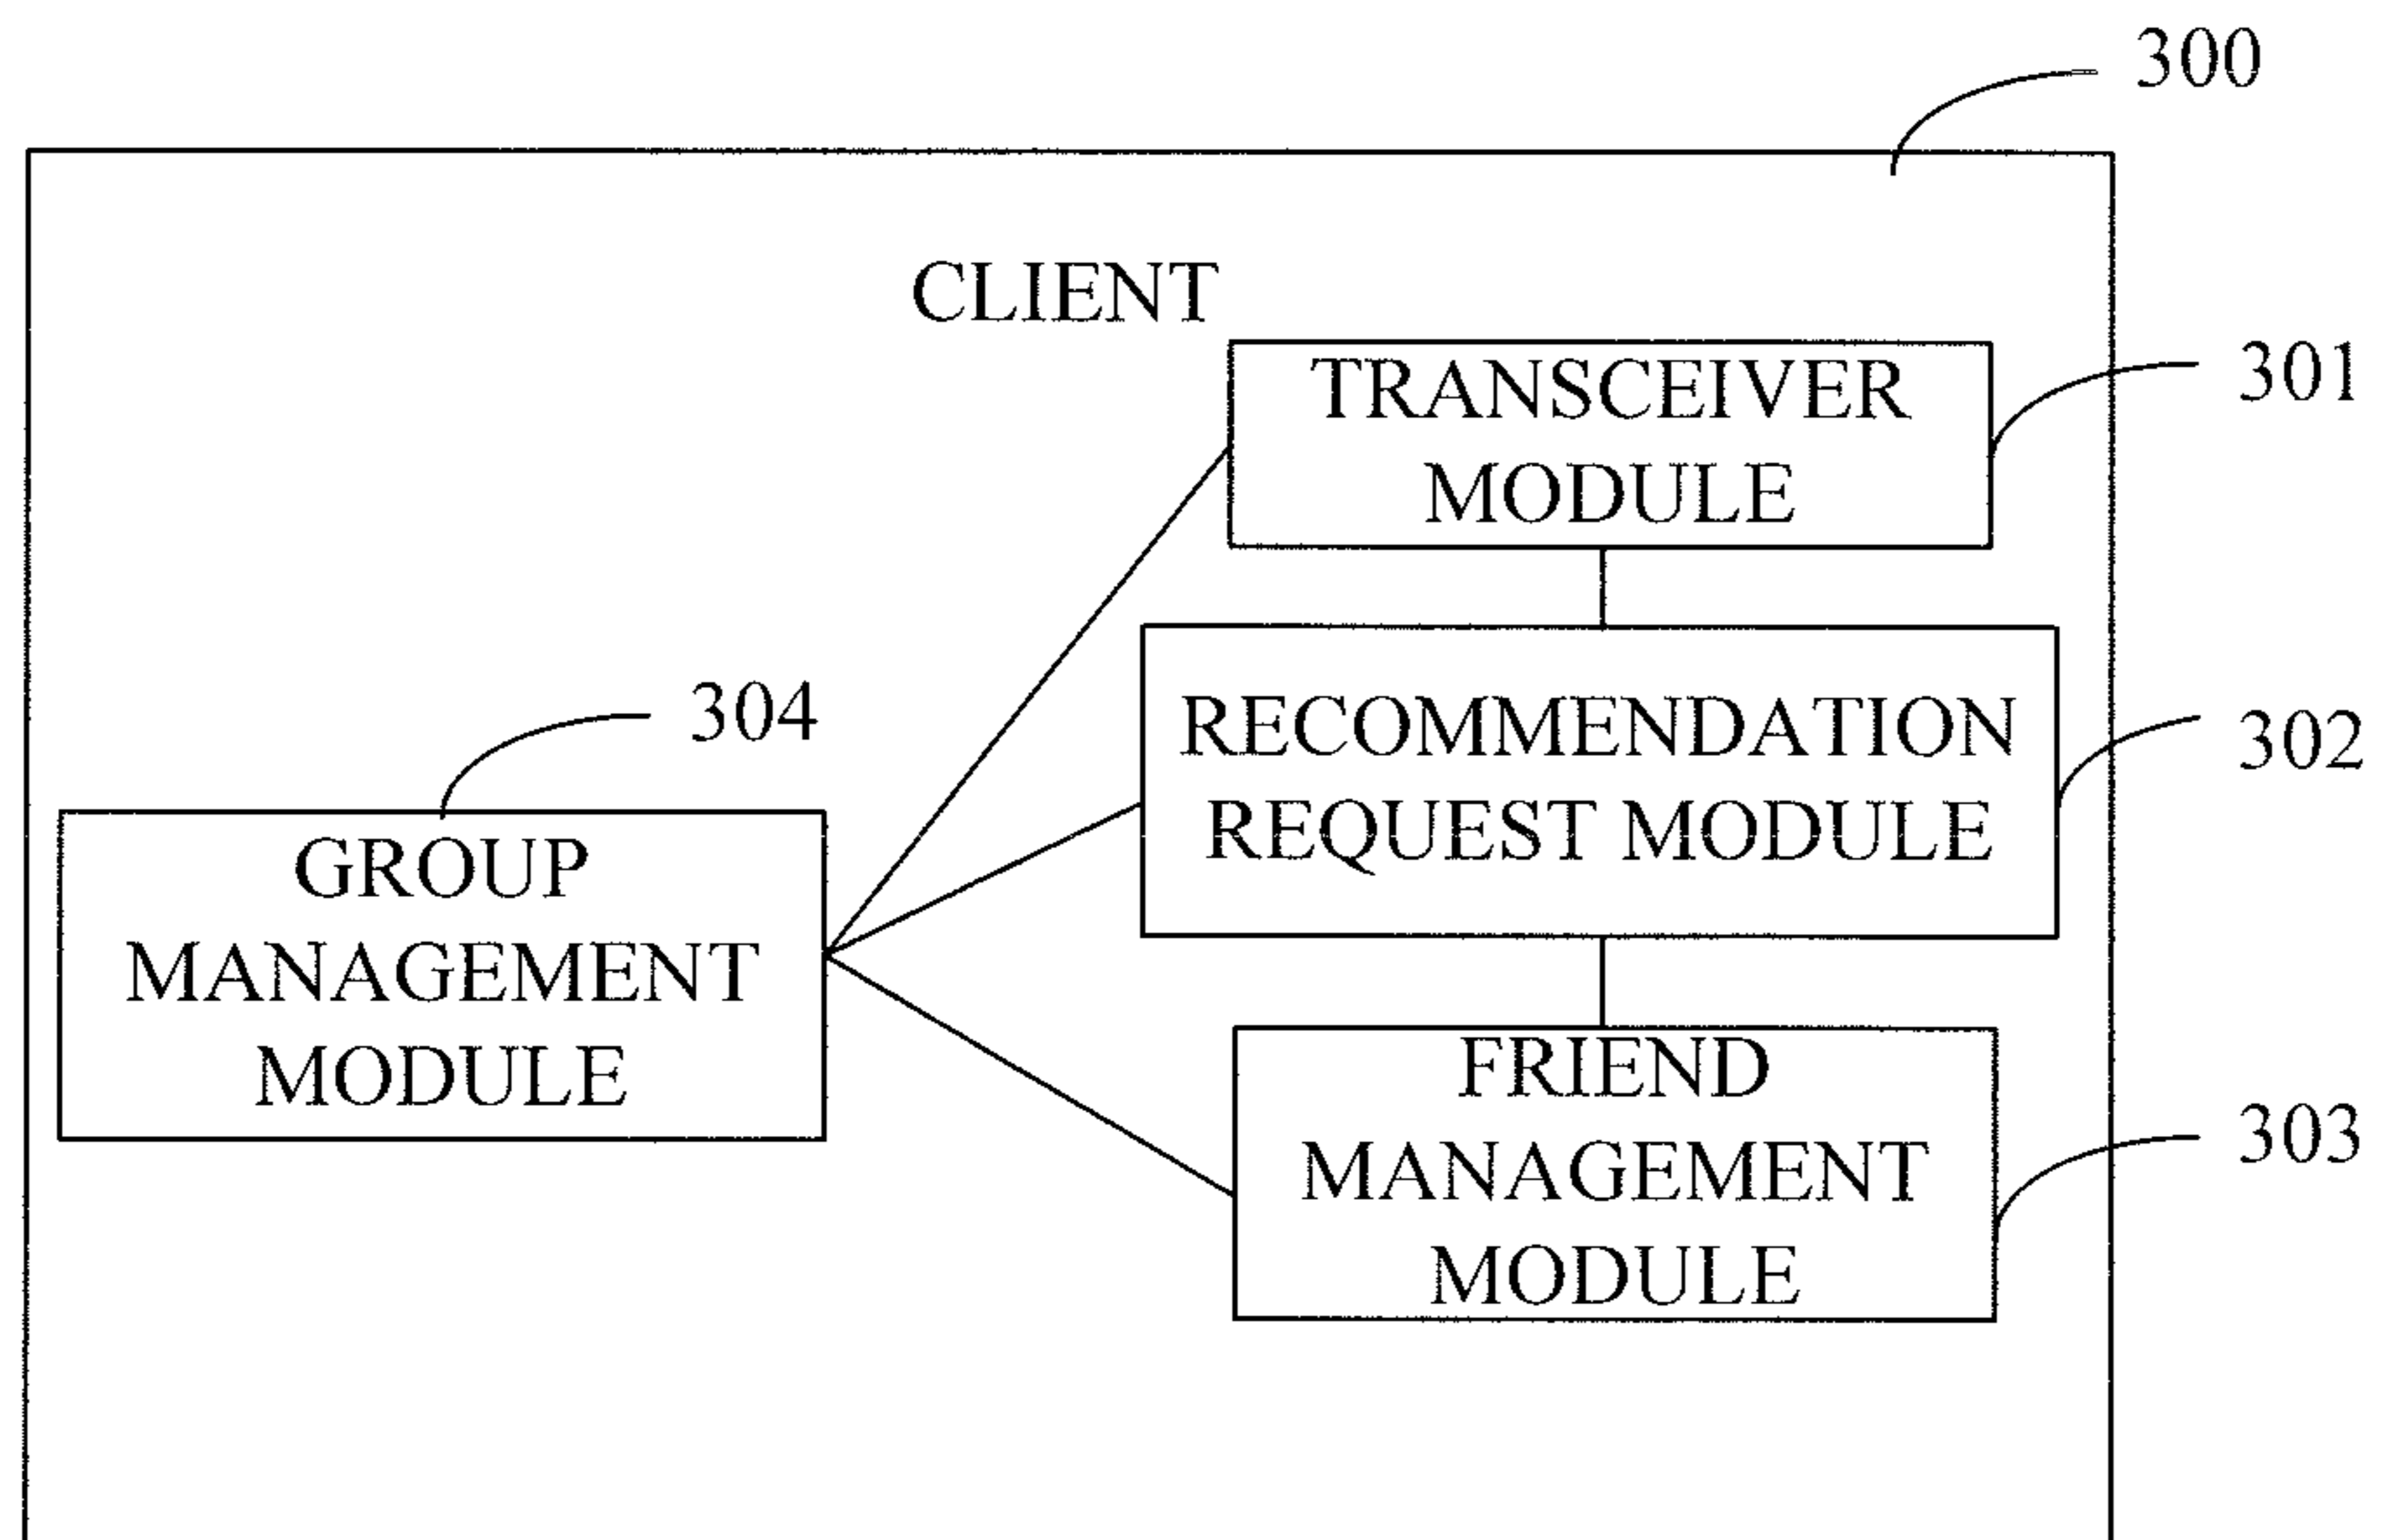 300
CLIENT
TRANSCEIVER
MODULE
301
RECOMMENDATION
REQUEST MODULE
302
304
GROUP
MANAGEMENT
MODULE
FRIEND
MANAGEMENT
MODULE
303